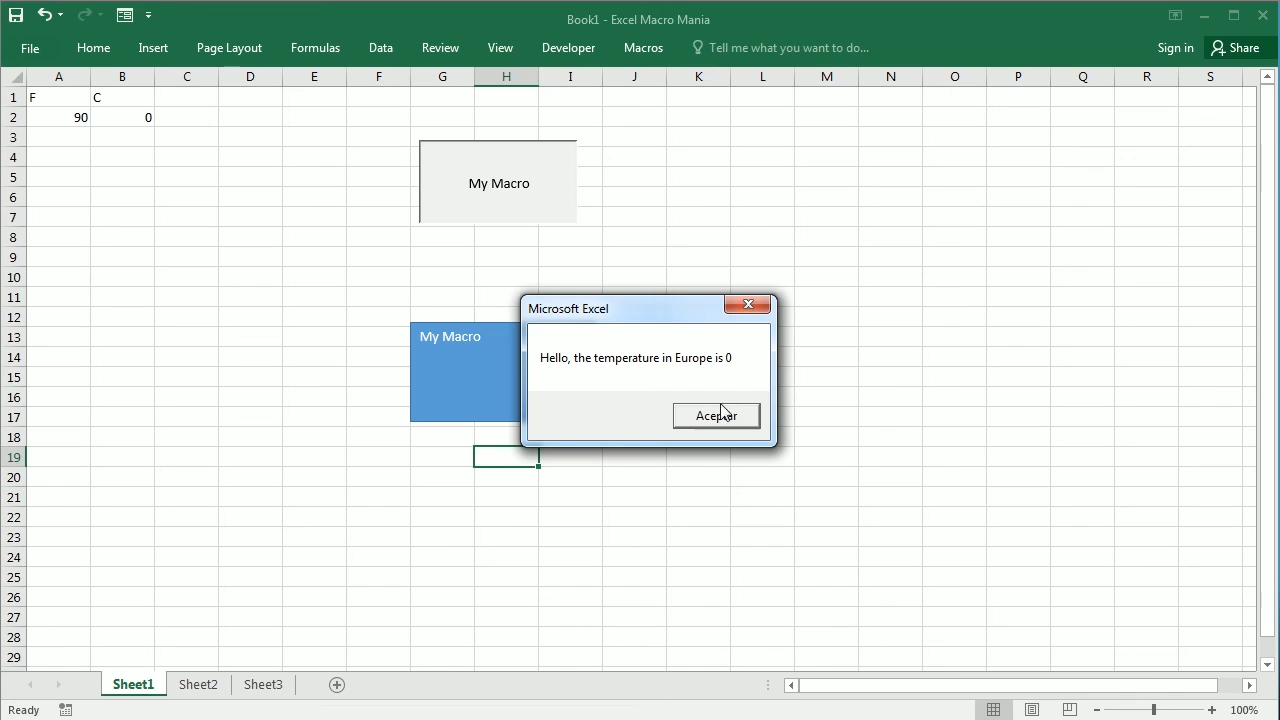 Book1 - Excel Macro Mania
File Home Insert Page Layout Formulas Data Review View Developer Macros Tell me what you want to do... Sign in Share
A B C D E F G H I J K L M N O P Q R S
1 F C
2 90 0
3
4
5 My Macro
6
7
8
9
10
11
Microsoft Excel
12
13 My Macro
Hello, the temperature in Europe is 0
14
15
16
Aceptar
17
18
19
20
21
22
23
24
25
26
27
28
29
Sheet1 Sheet2 Sheet3
Ready 100%